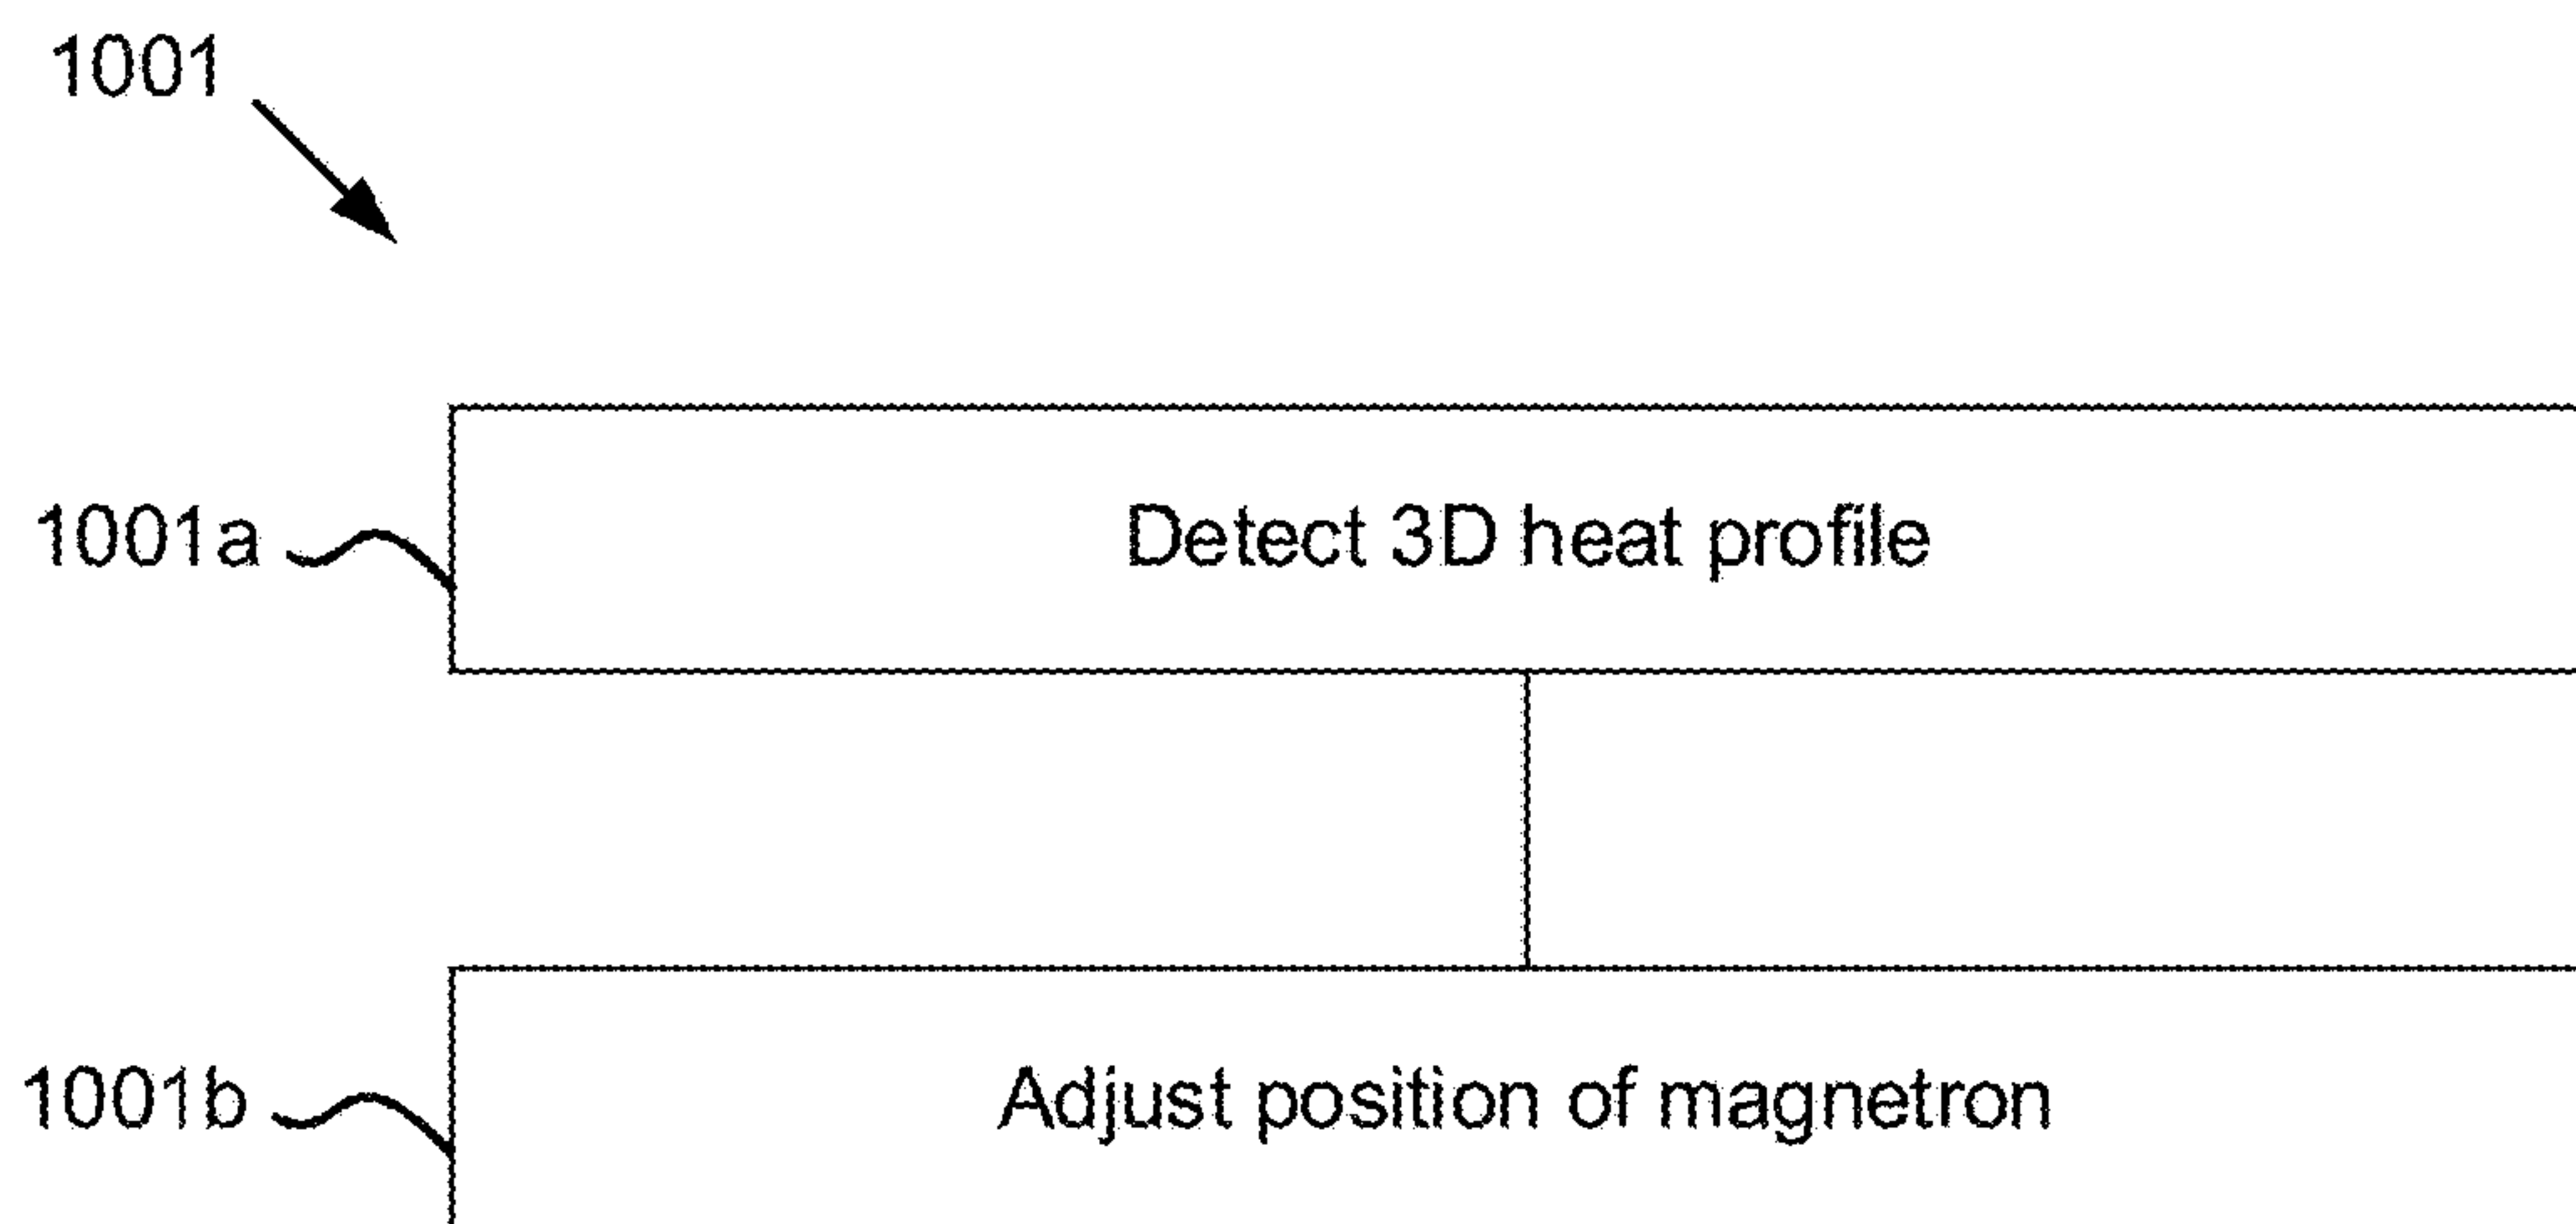 1001
1001a
Detect 3D heat profile
1001b
Adjust position of magnetron